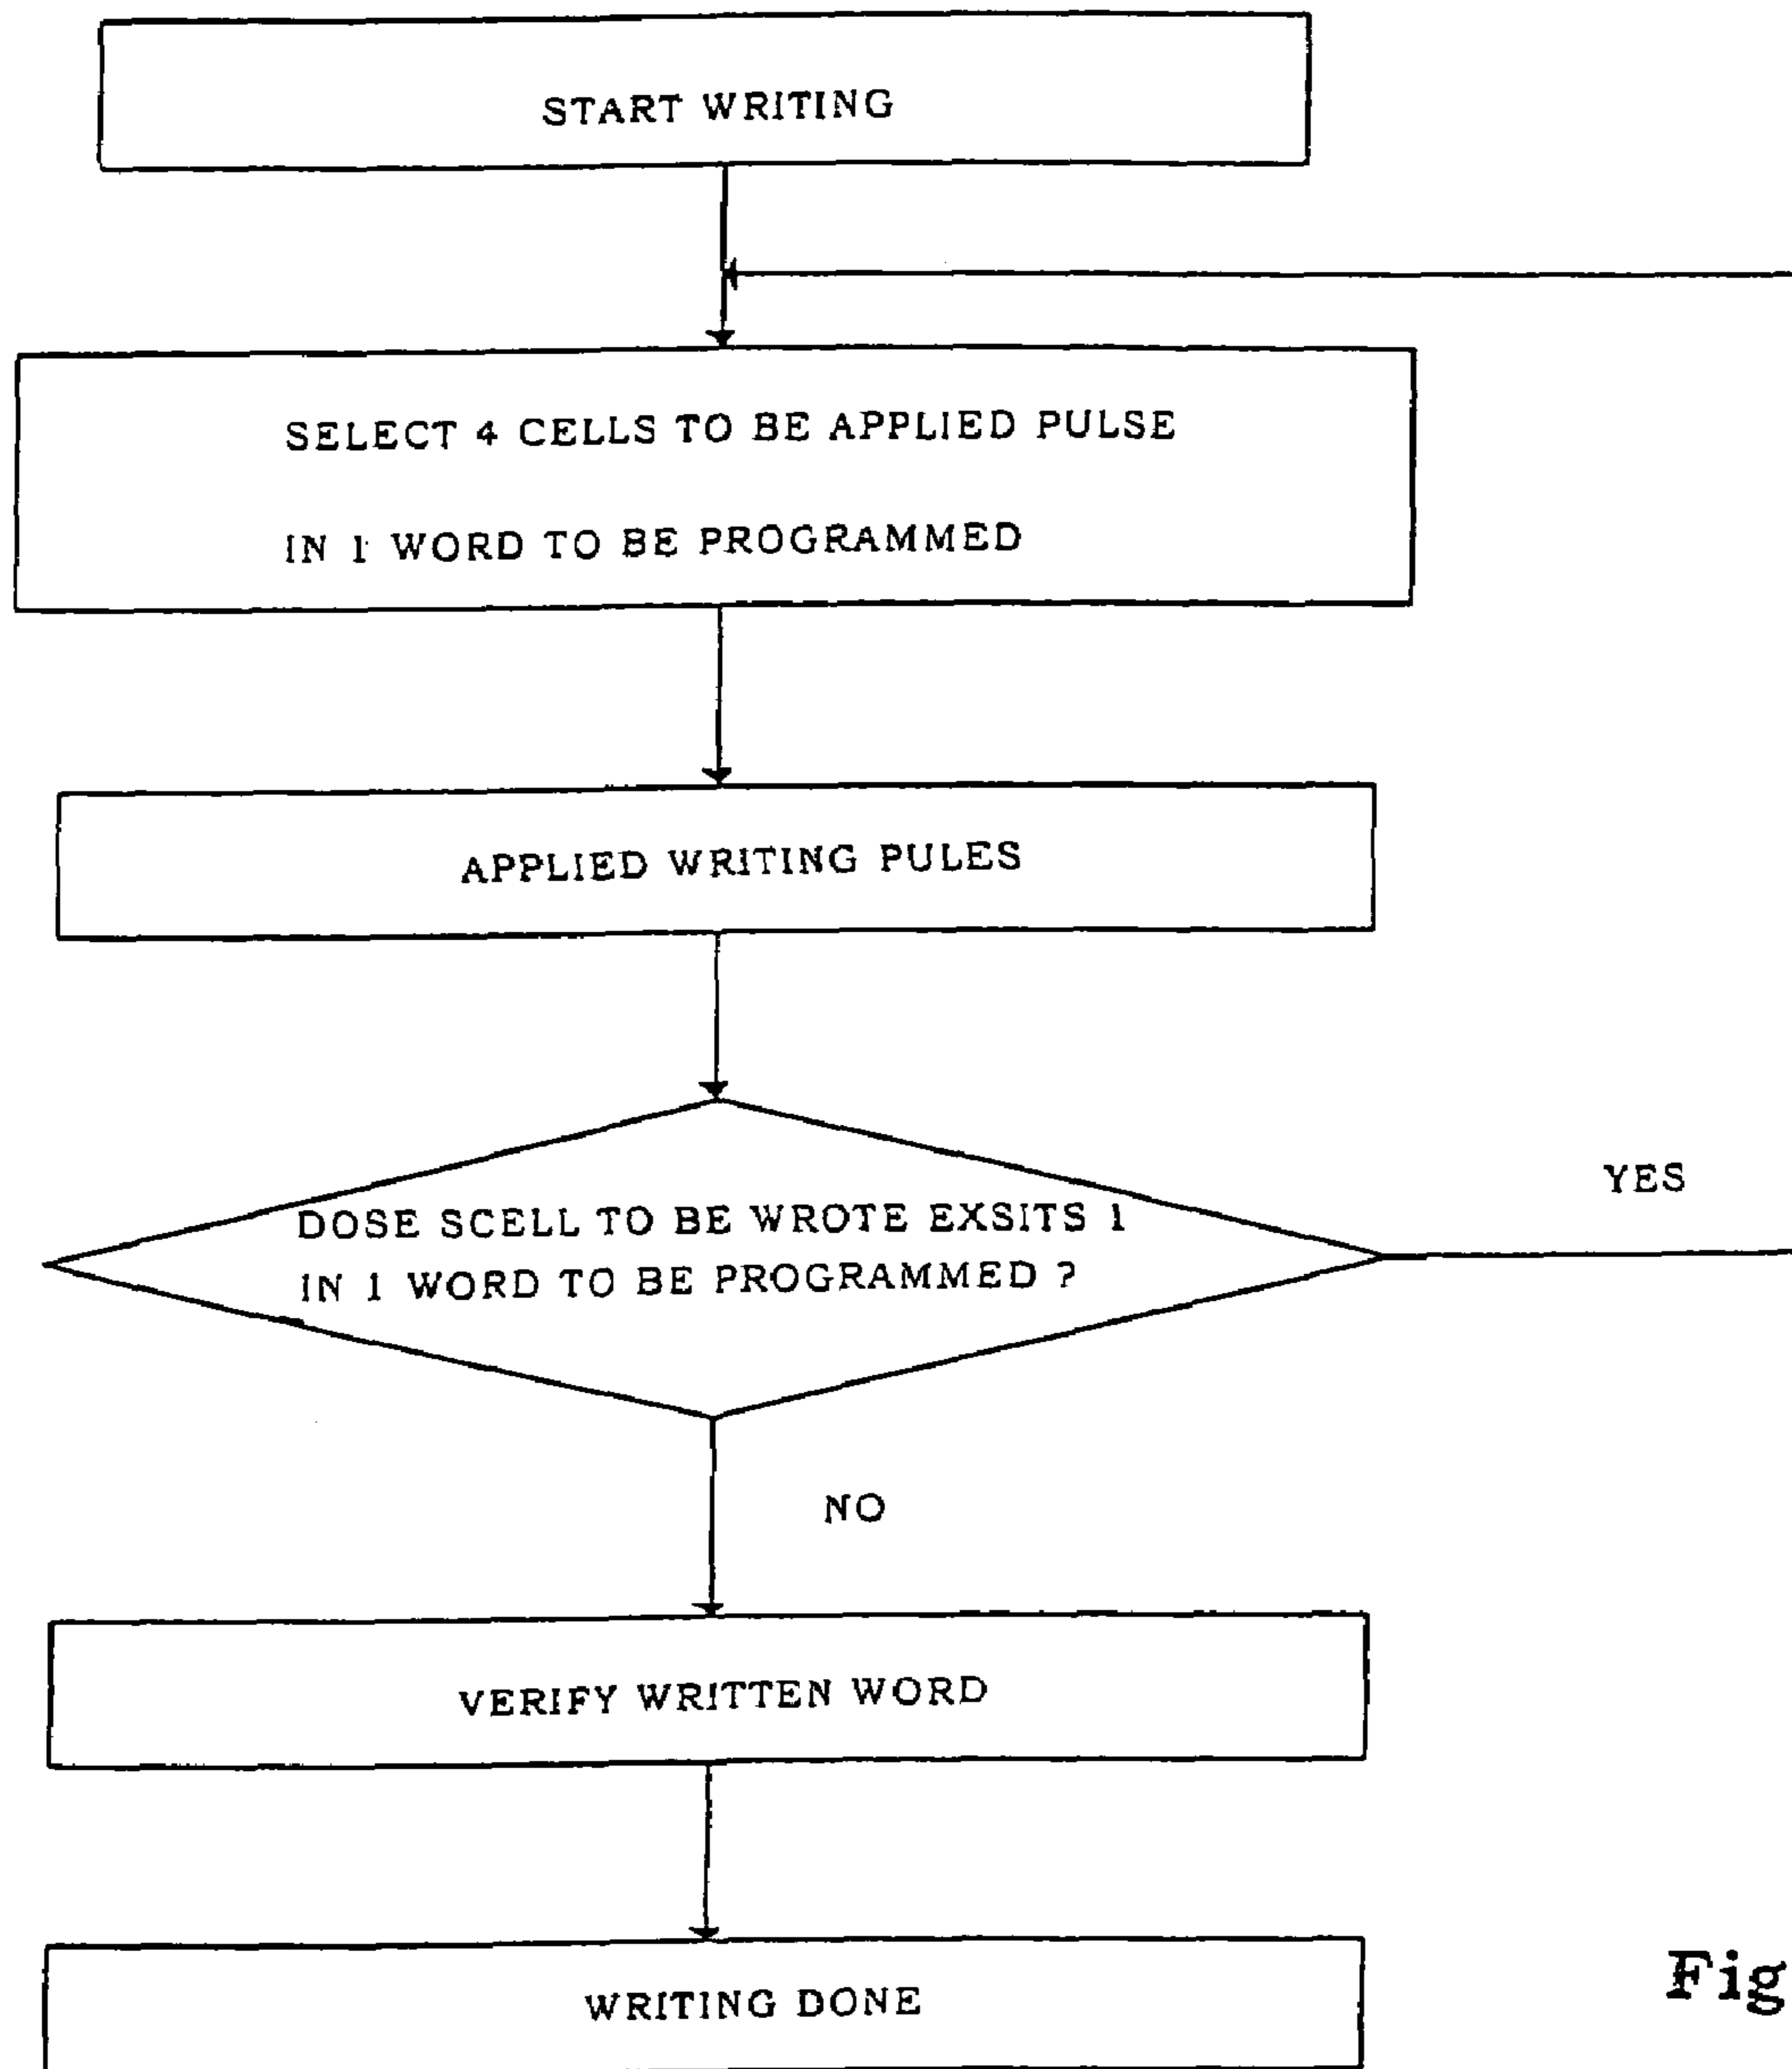 START WRITING
SELECT 4 CELLS TO BE APPLIED PULSE
IN 1 WORD TO BE PROGRAMMED
APPLIED WRITING PULES
YES
DOSE SCELL TO BE WROTE EXSITS 1
IN 1 WORD TO BE PROGRAMMED ?
NO
VERIFY WRITTEN WORD
WRITING DONE
Fig